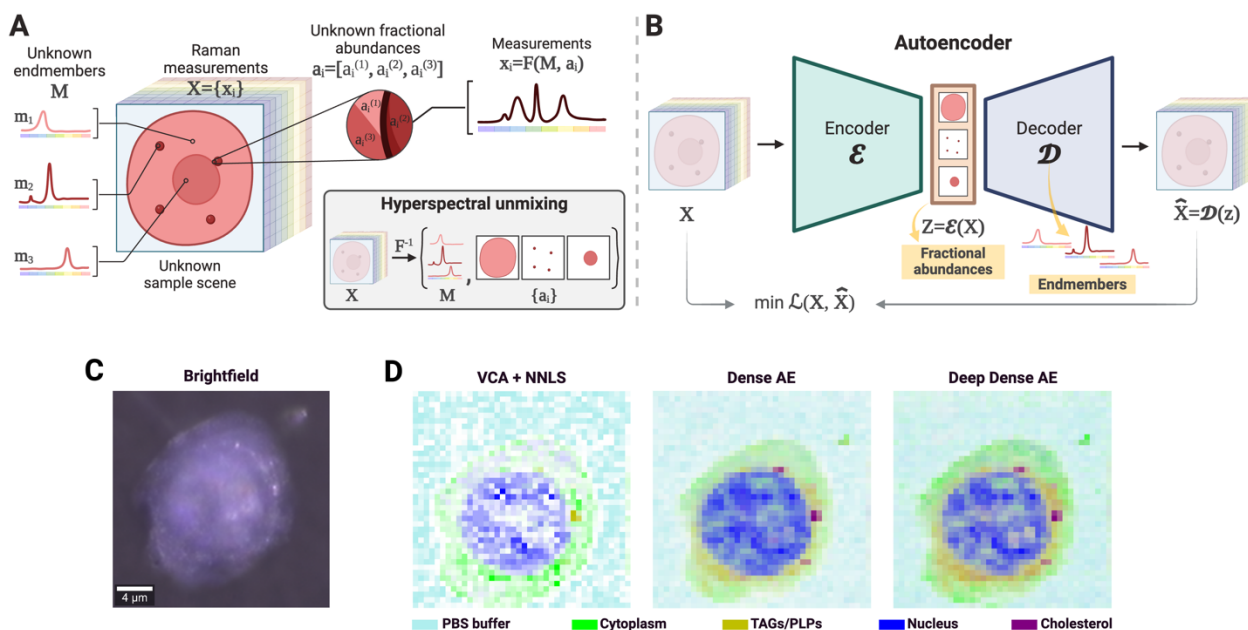 A
Unknown
endmembers
M
m₁
m₂
m₃
Raman
measurements
X={xᵢ}
Unknown
sample scene
Unknown fractional
abundances
aᵢ=[aᵢ⁽¹⁾, aᵢ⁽²⁾, aᵢ⁽³⁾]
aᵢ⁽¹⁾
aᵢ⁽²⁾
aᵢ⁽³⁾
Measurements
xᵢ=F(M, aᵢ)
Hyperspectral unmixing
F⁻¹
,
X
M
{aᵢ}
B
Autoencoder
Encoder
ℰ
Decoder
𝒟
X
Z=ℰ(X)
Fractional
abundances
Endmembers
X̂=𝒟(z)
min ℒ(X, X̂)
C
Brightfield
4 μm
D
VCA + NNLS
Dense AE
Deep Dense AE
PBS buffer
Cytoplasm
TAGs/PLPs
Nucleus
Cholesterol